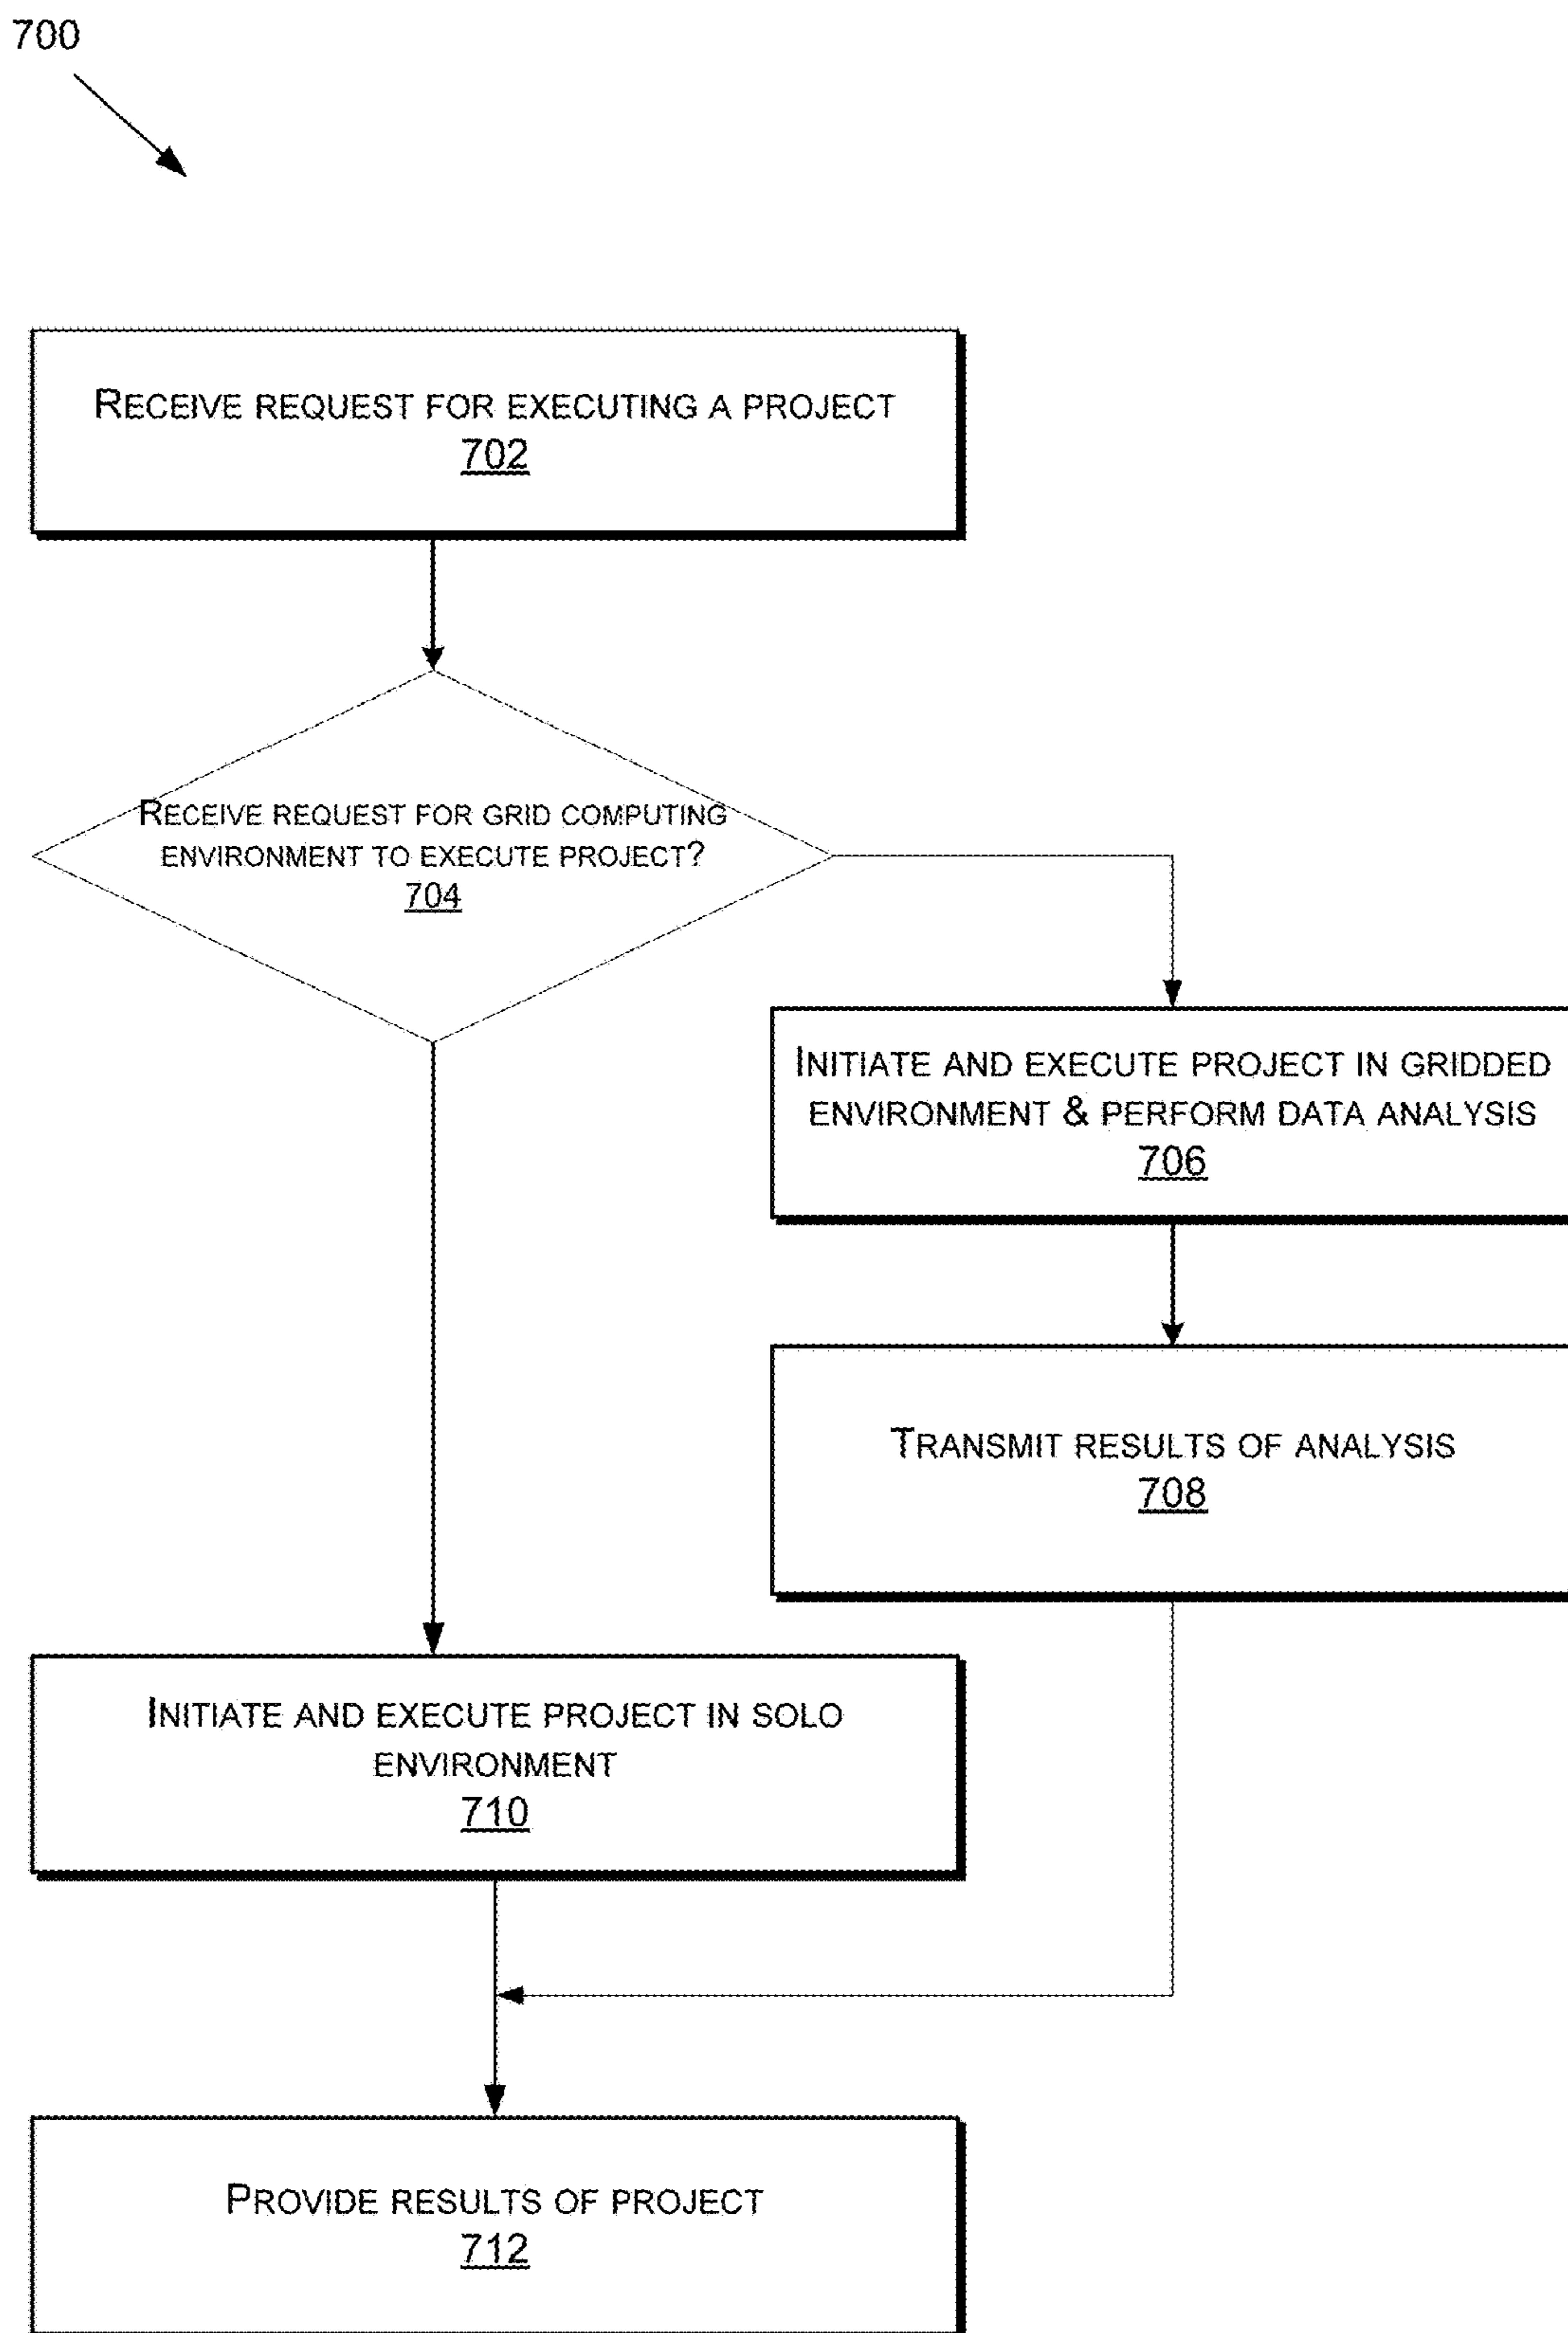 700
RECEIVE REQUEST FOR EXECUTING A PROJECT
702
RECEIVE REQUEST FOR GRID COMPUTING
ENVIRONMENT TO EXECUTE PROJECT?
704
INITIATE AND EXECUTE PROJECT IN GRIDDED
ENVIRONMENT & PERFORM DATA ANALYSIS
706
TRANSMIT RESULTS OF ANALYSIS
708
INITIATE AND EXECUTE PROJECT IN SOLO
ENVIRONMENT
710
PROVIDE RESULTS OF PROJECT
712